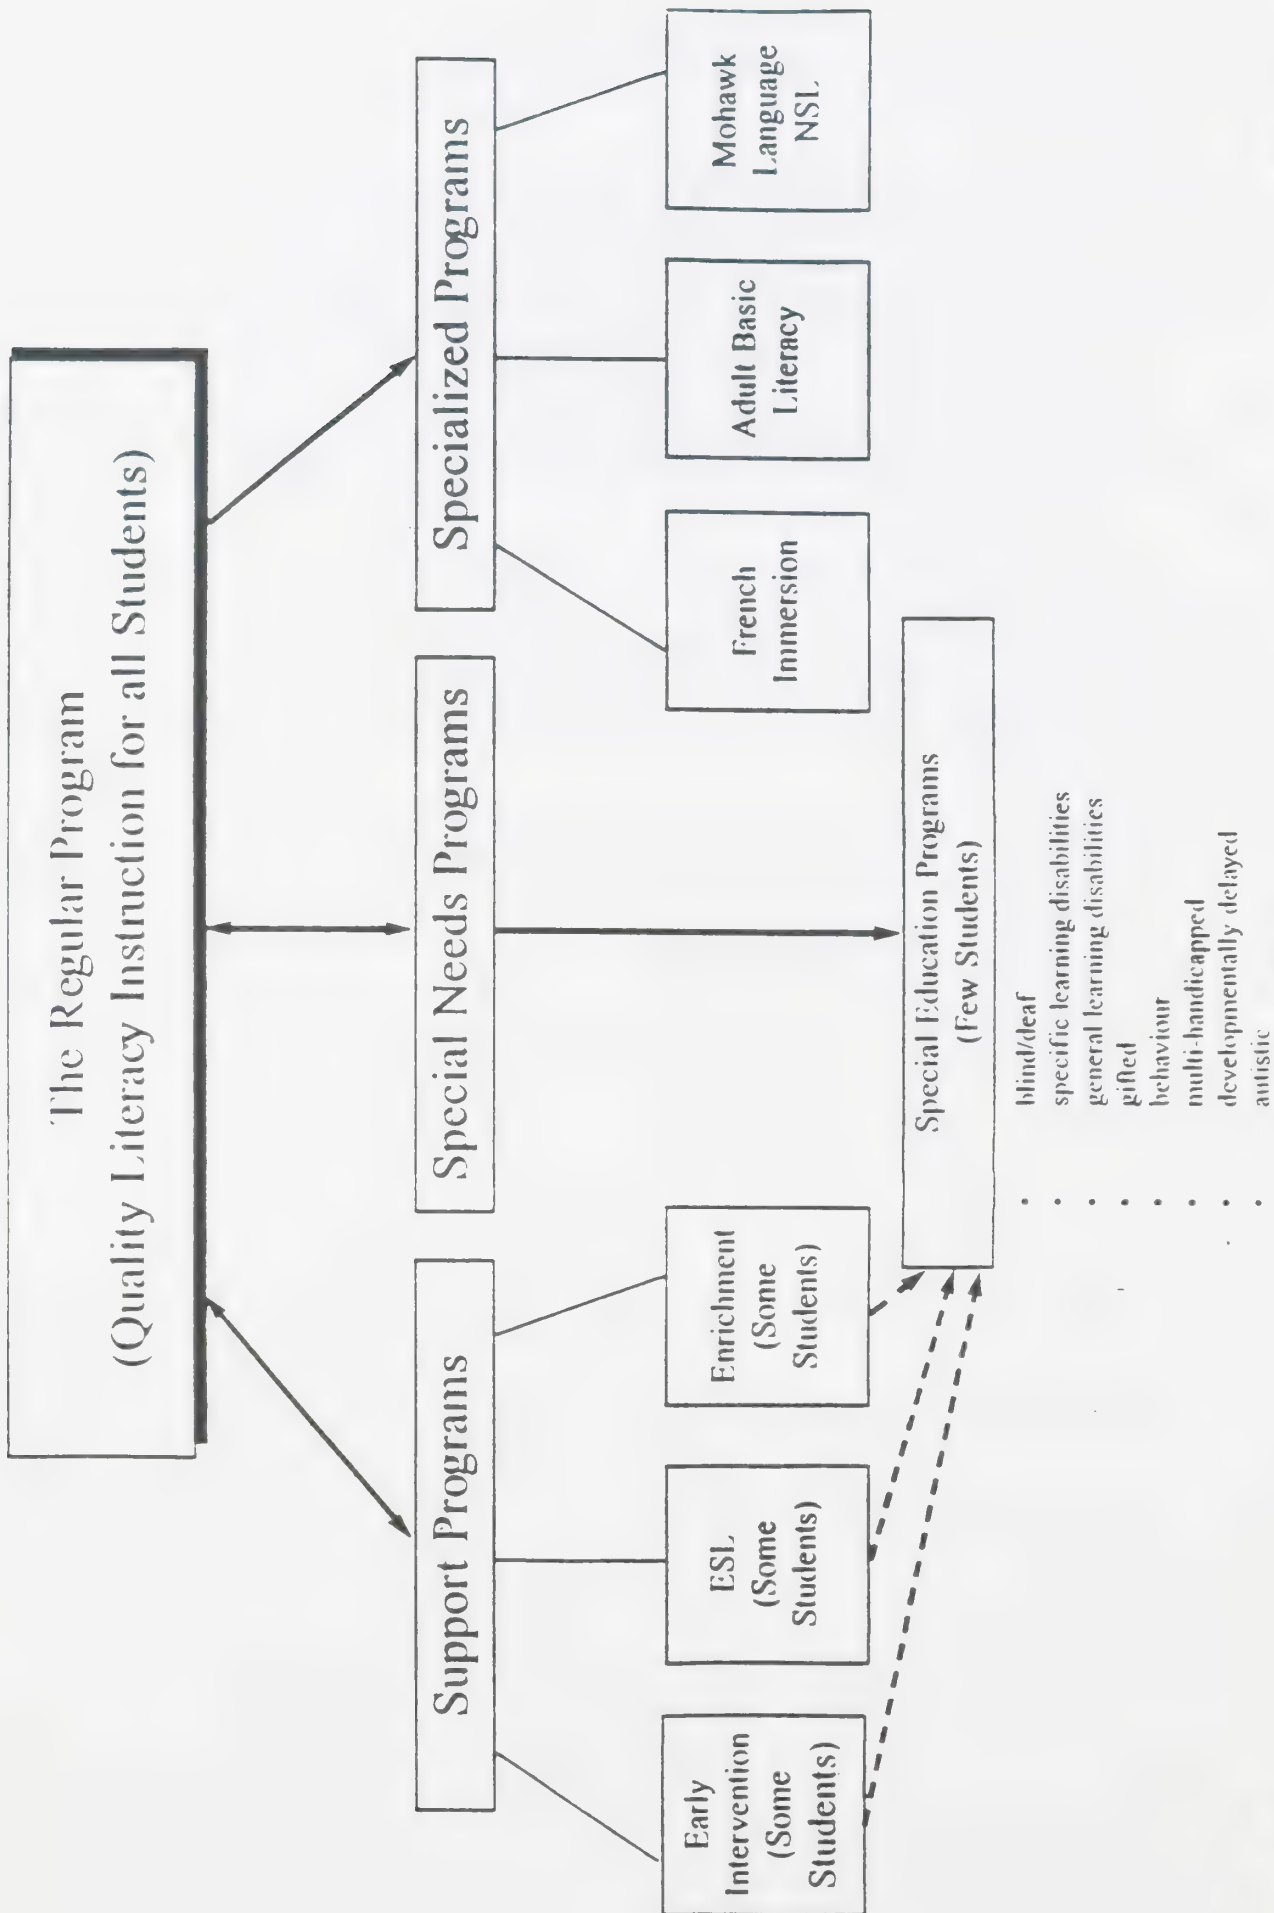 The Regular Program
(Quality Literacy Instruction for all Students)
Support Programs
Special Needs Programs
Specialized Programs
Early
Intervention
(Some
Students)
ESL
(Some
Students)
Enrichment
(Some
Students)
French
Immersion
Adult Basic
Literacy
Mohawk
Language
NSL
Special Education Programs
(Few Students)
• blind/deaf
• specific learning disabilities
• general learning disabilities
• gifted
• behaviour
• multi-handicapped
• developmentally delayed
• autistic